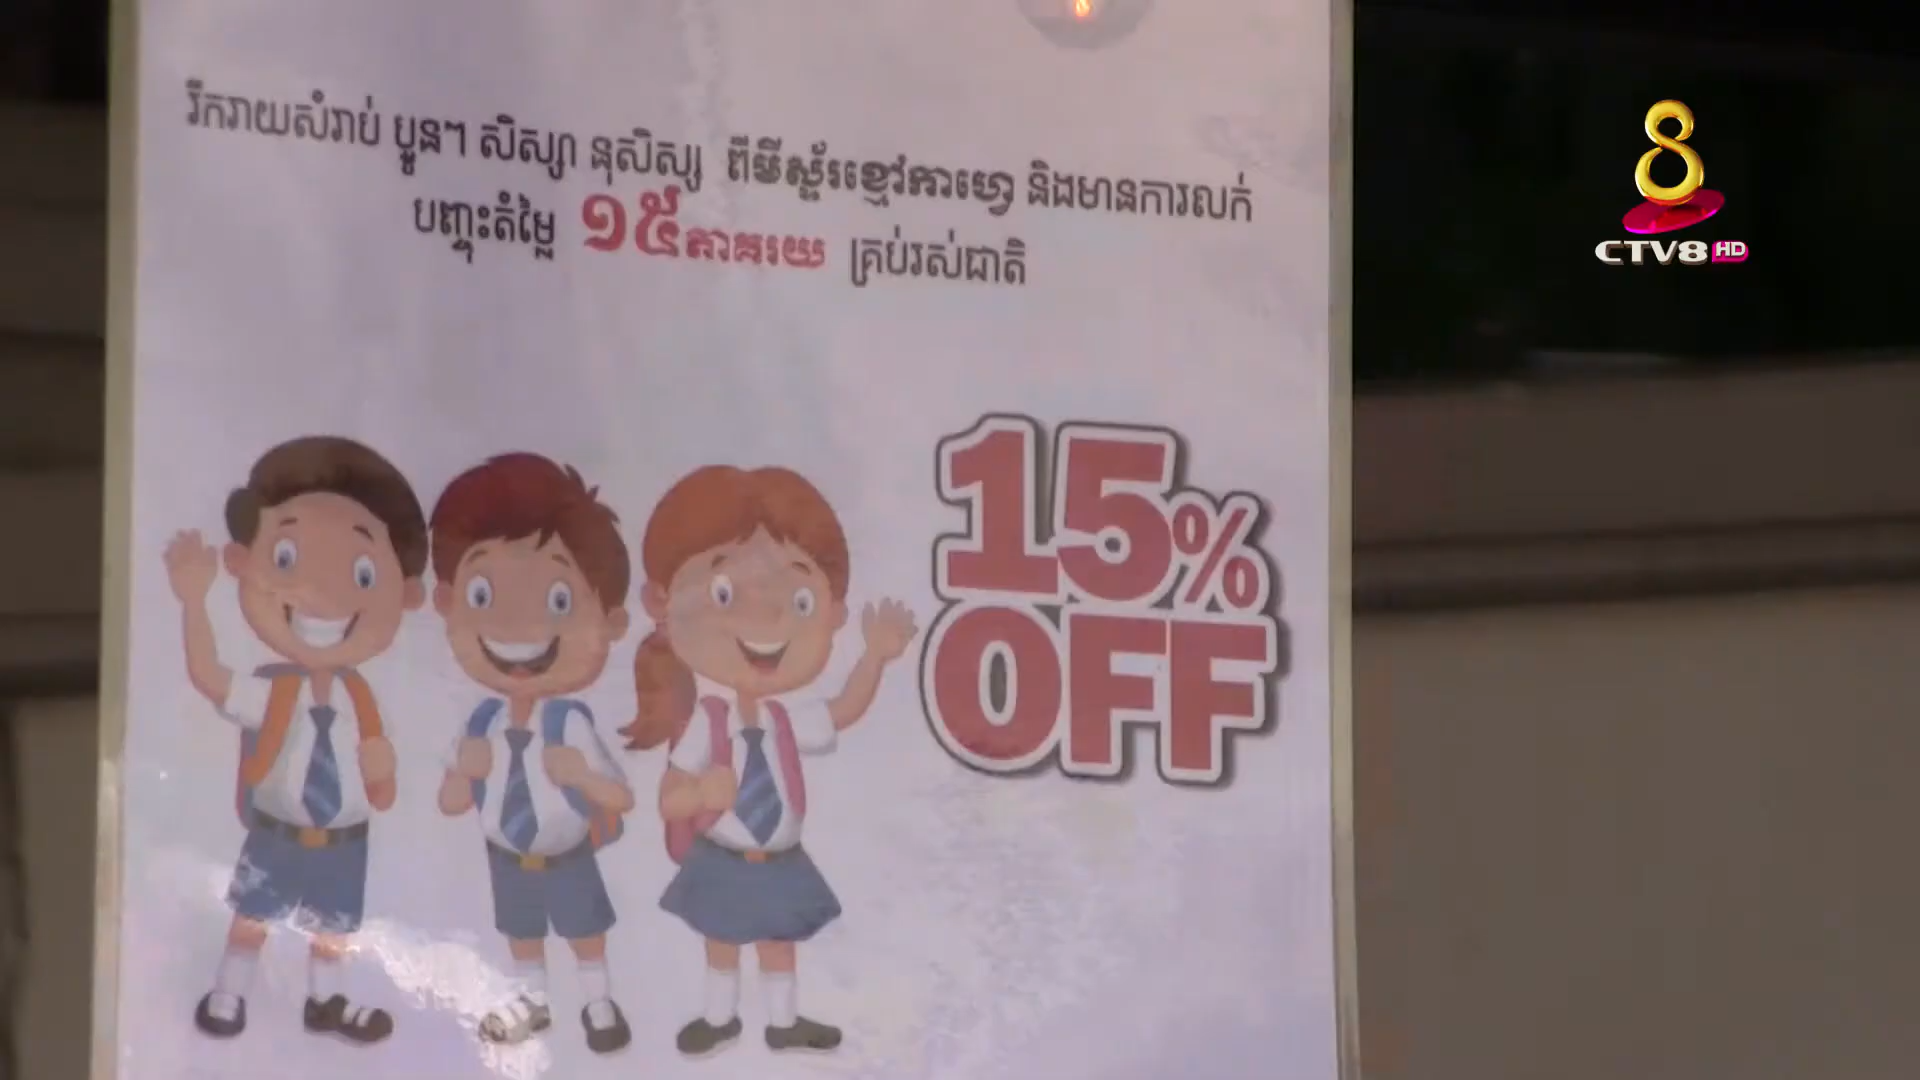 រីករាយសំរាប់ ប្អូនៗ សិស្សា នុសិស្ស ពីមីស្ទ័រខ្មៅកាហ្វេ និងមានការលក់
បញ្ចុះតំម្លៃ ១៥ភាគរយ គ្រប់រស់ជាតិ
15%
OFF
8
CTV8 HD